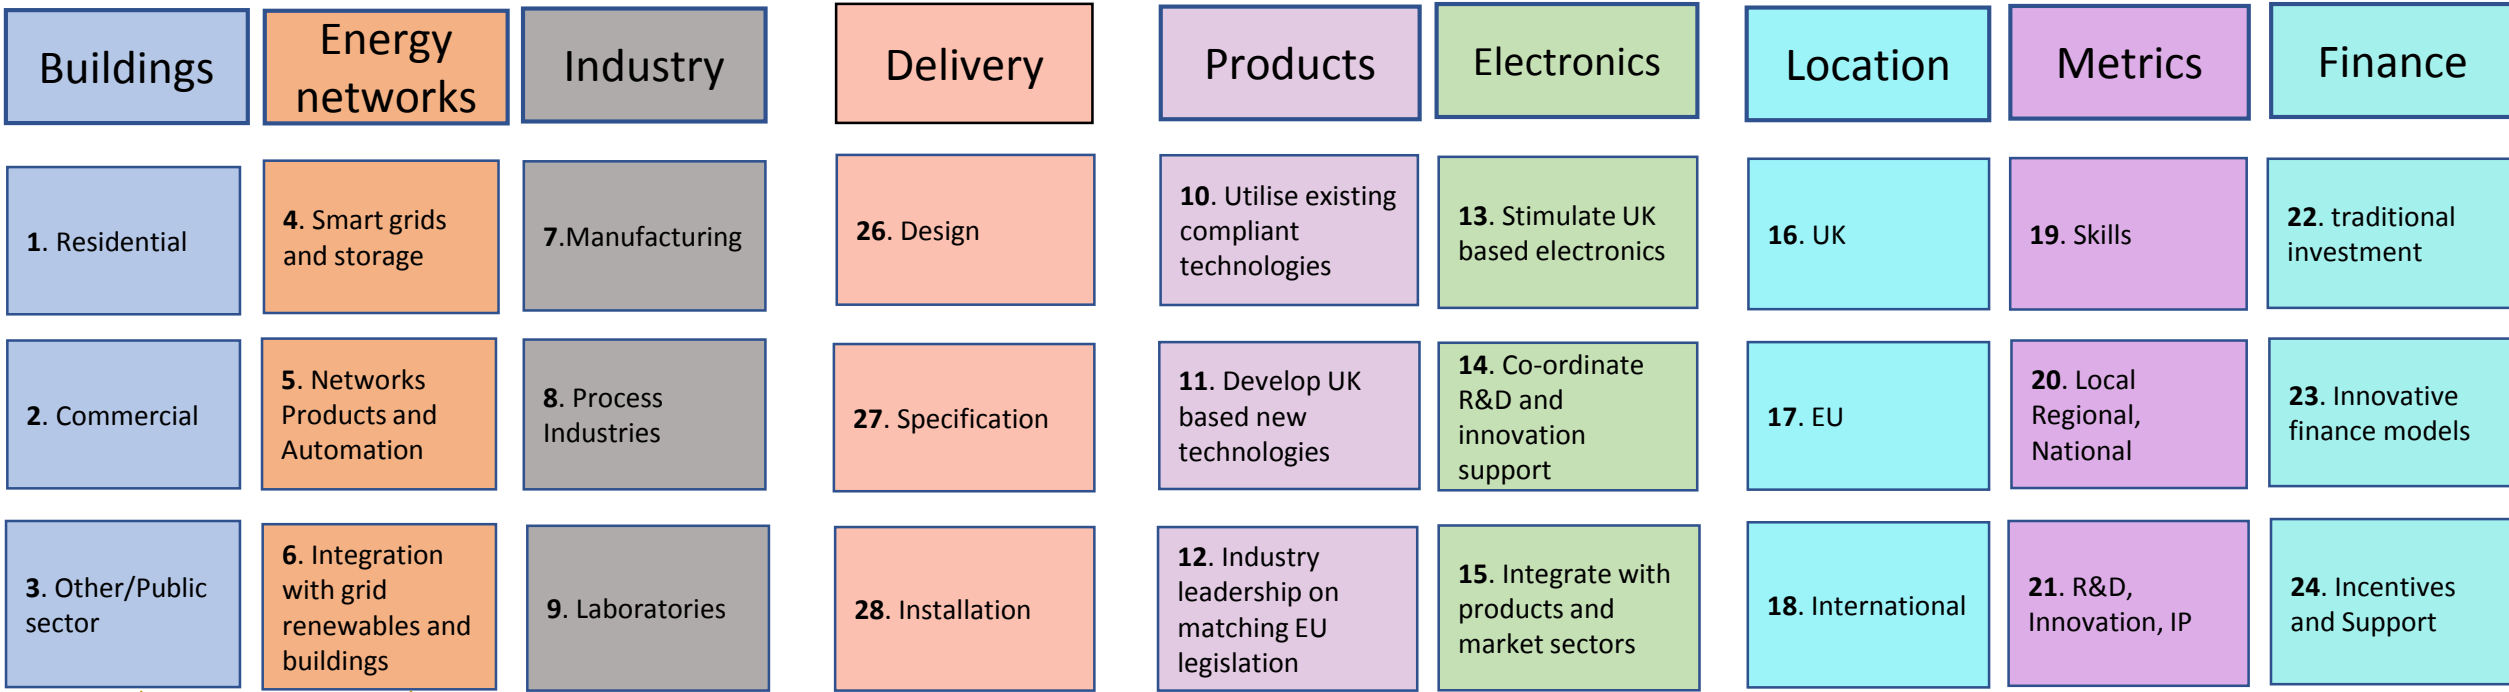 Buildings
Energy
networks
Industry
Delivery
Products
Electronics
Location
Metrics
Finance
1. Residential
4. Smart grids
and storage
7.Manufacturing
26. Design
10. Utilise existing
compliant
technologies
13. Stimulate UK
based electronics
16. UK
19. Skills
22. traditional
investment
2. Commercial
5. Networks
Products and
Automation
8. Process
Industries
27. Specification
11. Develop UK
based new
technologies
14. Co-ordinate
R&D and
innovation
support
17. EU
20. Local
Regional,
National
23. Innovative
finance models
3. Other/Public
sector
6. Integration
with grid
renewables and
buildings
9. Laboratories
28. Installation
12. Industry
leadership on
matching EU
legislation
15. Integrate with
products and
market sectors
18. International
21. R&D,
Innovation, IP
24. Incentives
and Support